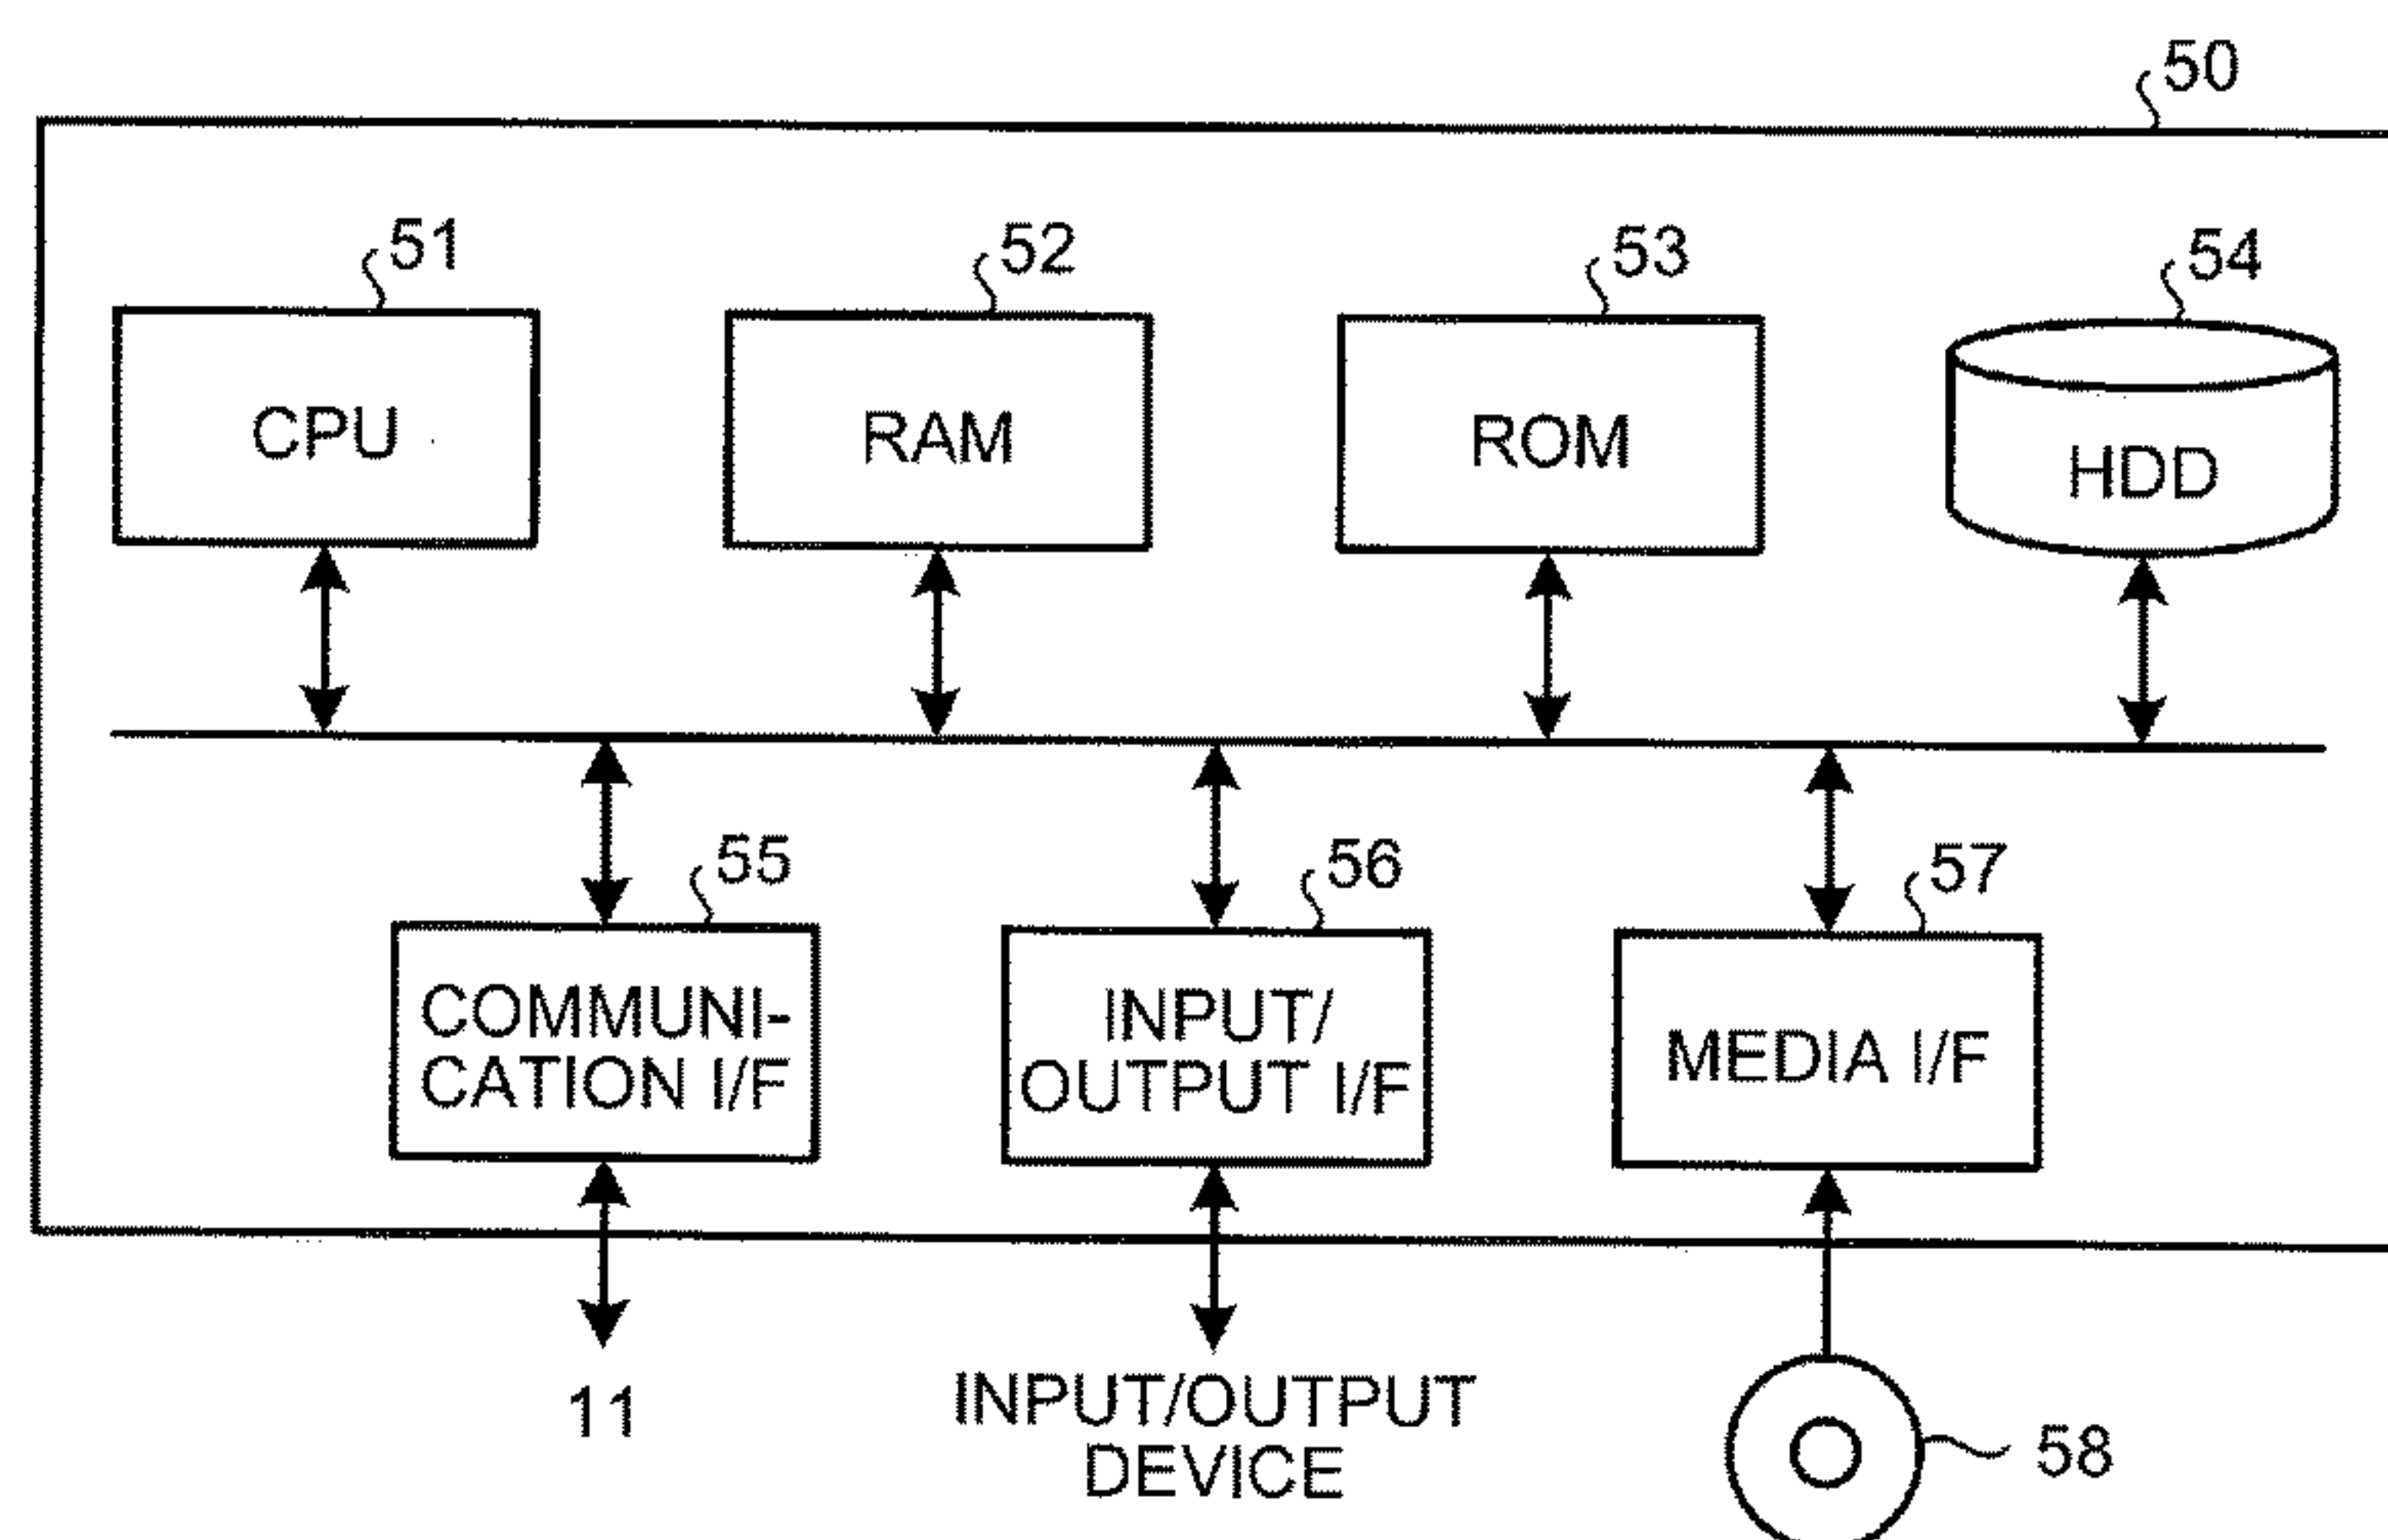 50
51
52
53
54
CPU
RAM
ROM
HDD
55
56
57
COMMUNI-
CATION I/F
INPUT/
OUTPUT I/F
MEDIA I/F
11
INPUT/OUTPUT
DEVICE
58